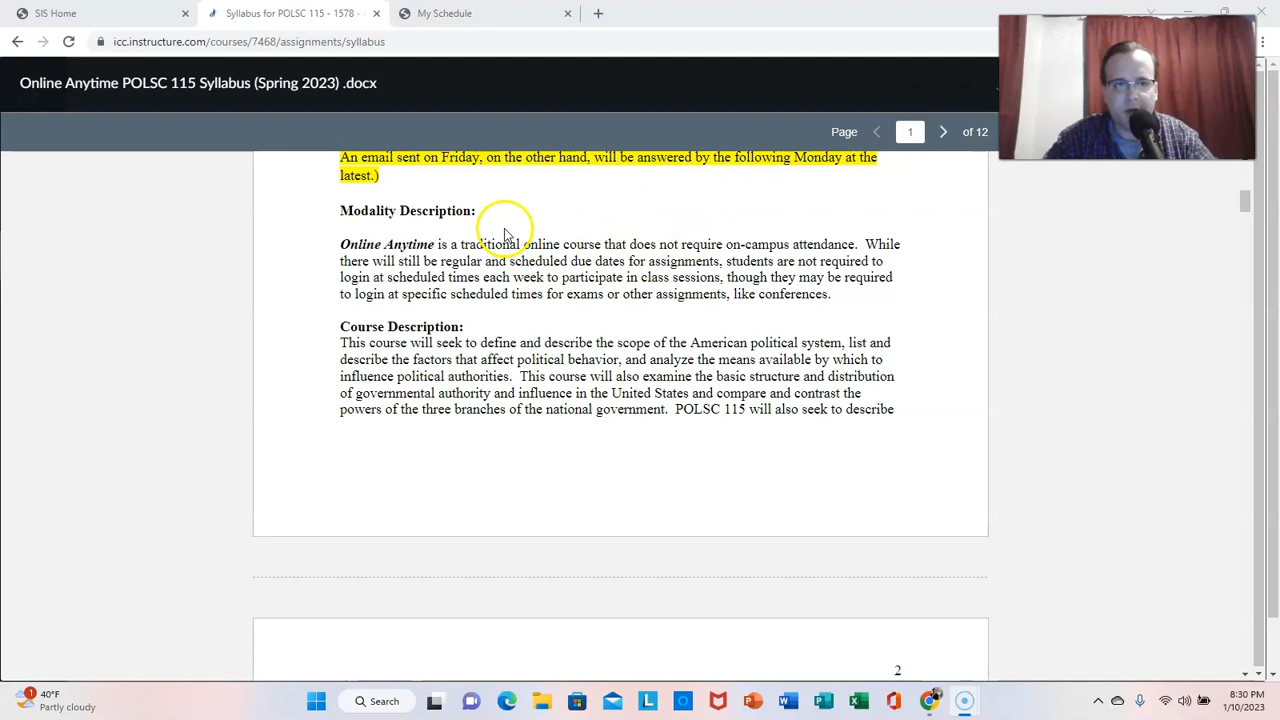 SIS Home
Syllabus for POLSC 115 - 1578 -
My Schedule
icc.instructure.com/courses/7468/assignments/syllabus
Online Anytime POLSC 115 Syllabus (Spring 2023) .docx
Page 1 of 12
An email sent on Friday, on the other hand, will be answered by the following Monday at the
latest.)
Modality Description:
Online Anytime is a traditional online course that does not require on-campus attendance. While
there will still be regular and scheduled due dates for assignments, students are not required to
login at scheduled times each week to participate in class sessions, though they may be required
to login at specific scheduled times for exams or other assignments, like conferences.
Course Description:
This course will seek to define and describe the scope of the American political system, list and
describe the factors that affect political behavior, and analyze the means available by which to
influence political authorities. This course will also examine the basic structure and distribution
of governmental authority and influence in the United States and compare and contrast the
powers of the three branches of the national government. POLSC 115 will also seek to describe
2
1
40°F
Partly cloudy
Search
8:30 PM
1/10/2023